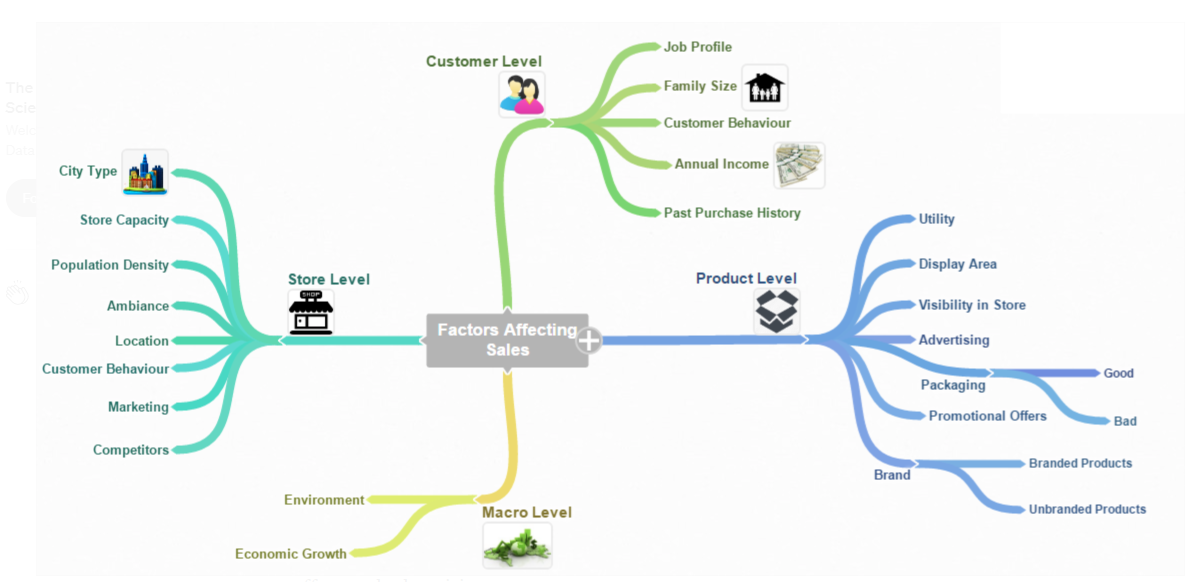 Customer Level
Job Profile
Family Size
Customer Behaviour
Annual Income
Past Purchase History
City Type
Store Capacity
Population Density
Ambiance
Location
Customer Behaviour
Marketing
Competitors
Store Level
SHOP
Factors Affecting
Sales
Product Level
Utility
Display Area
Visibility in Store
Advertising
Packaging
Good
Bad
Promotional Offers
Brand
Branded Products
Unbranded Products
Environment
Economic Growth
Macro Level
The